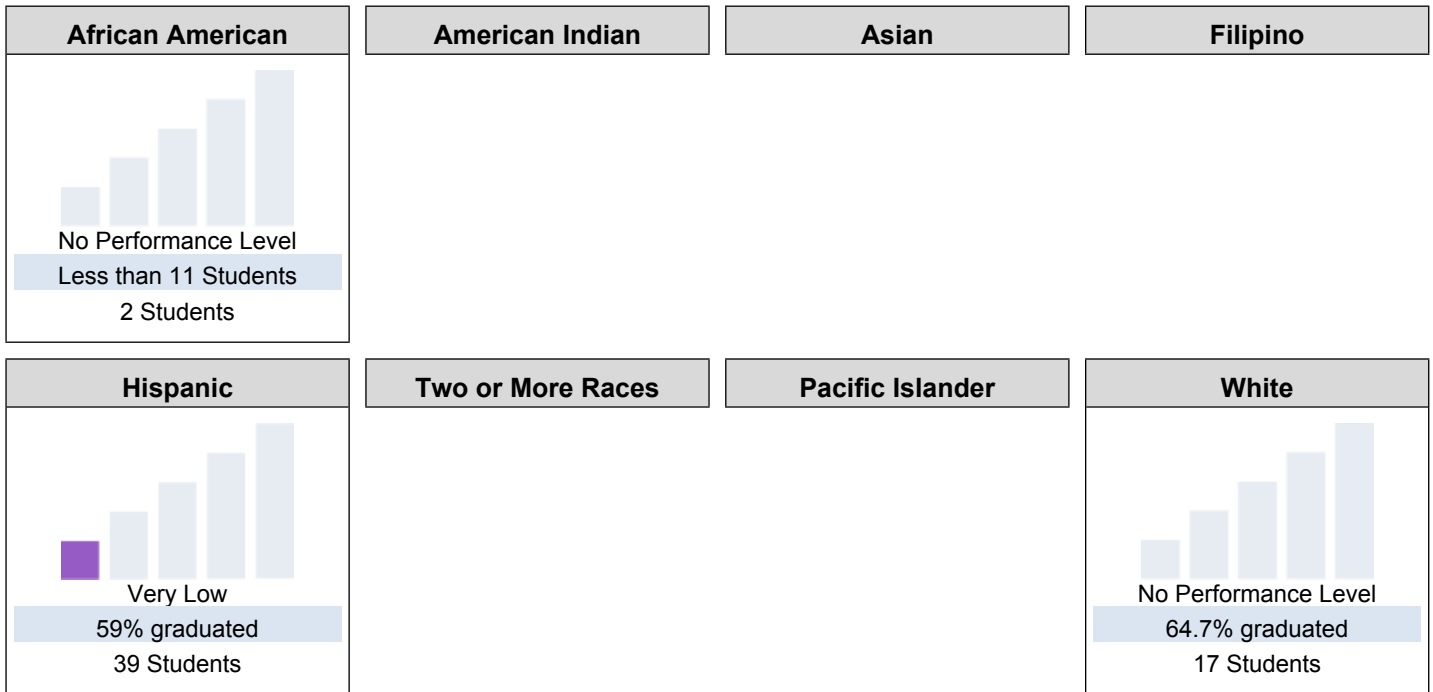 African American
American Indian
Asian
Filipino
No Performance Level
Less than 11 Students
2 Students
Hispanic
Two or More Races
Pacific Islander
White
Very Low
59% graduated
39 Students
No Performance Level
64.7% graduated
17 Students